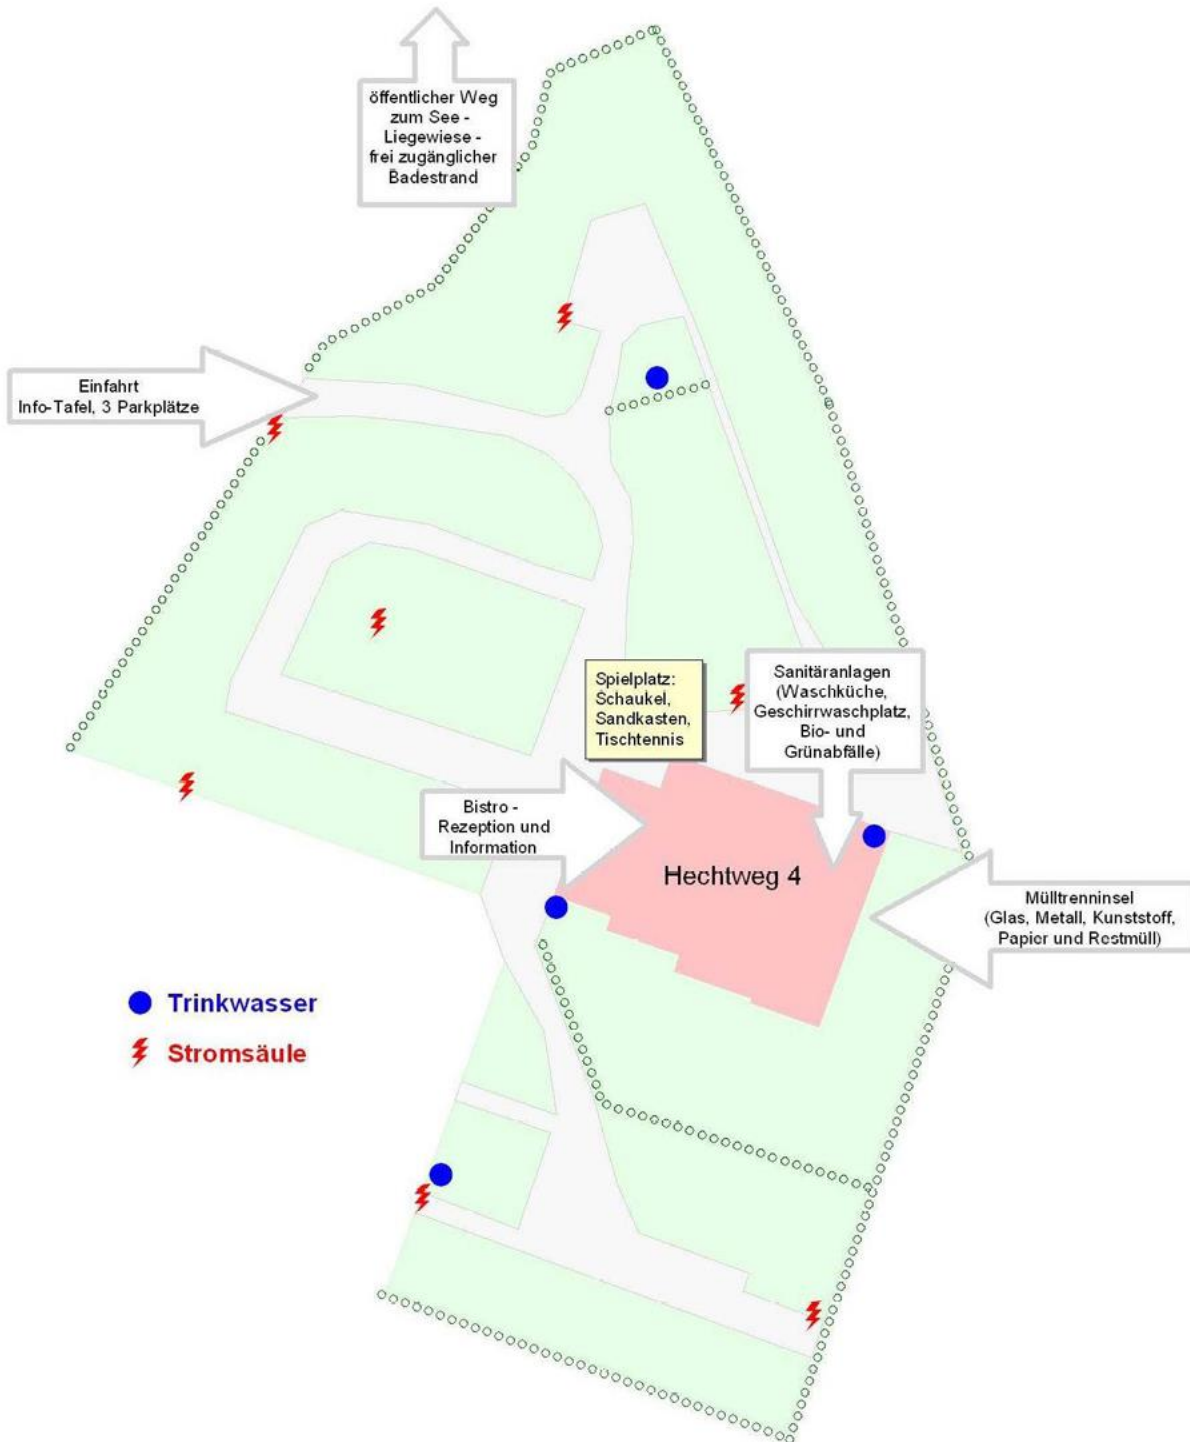 öffentlicher Weg
zum See -
Liegewiese -
frei zugänglicher
Badestrand
Einfahrt
Info-Tafel, 3 Parkplätze
Spielplatz:
Schaukel,
Sandkasten,
Tischtennis
Sanitäranlagen
(Waschküche,
Geschirrwaschplatz,
Bio- und
Grünabfälle)
Bistro -
Rezeption und
Information
Hechtweg 4
Mülltrenninsel
(Glas, Metall, Kunststoff,
Papier und Restmüll)
Trinkwasser
Stromsäule